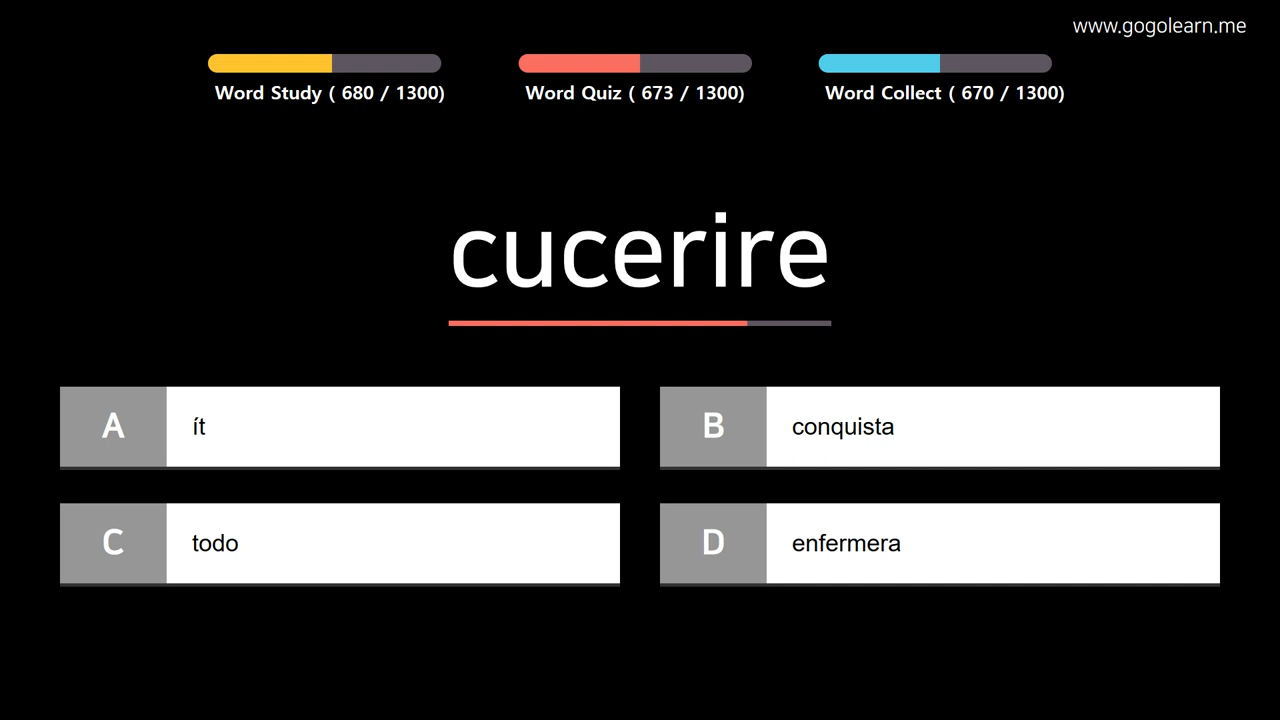 www.gogolearn.me
Word Study ( 680 / 1300)
Word Quiz ( 673 / 1300)
Word Collect ( 670 / 1300)
cucerire
A
ít
B
conquista
C
todo
D
enfermera